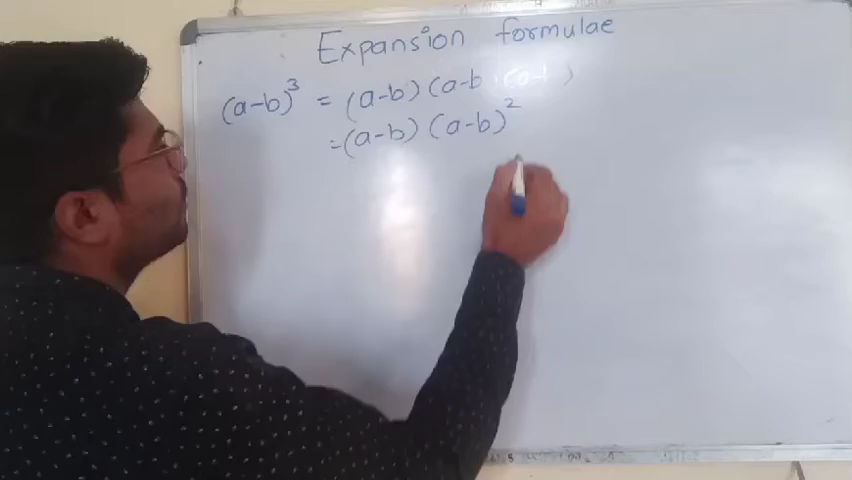 Expansion formulae
(a-b)³ = (a-b) (a-b) (a-b)
=(a-b) (a-b)²